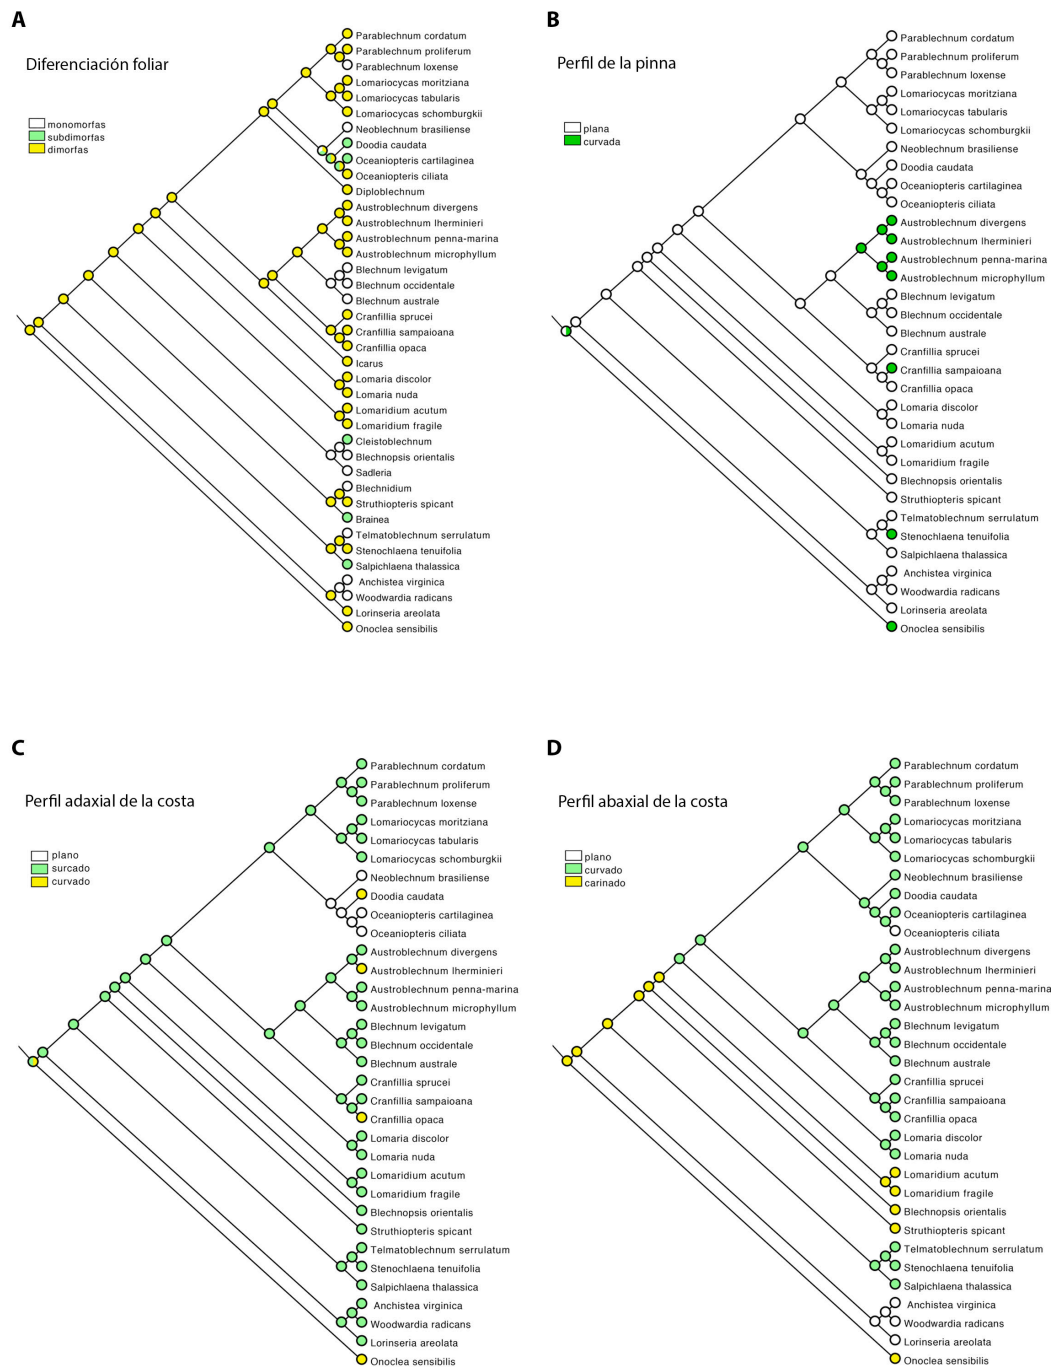 A
Diferenciación foliar
monomorfas
subdimorfas
dimorfas
Parablechnum cordatum
Parablechnum proliferum
Parablechnum loxense
Lomariocycas moritziana
Lomariocycas tabularis
Lomariocycas schomburgkii
Neoblechnum brasiliense
Doodia caudata
Oceaniopteris cartilaginea
Oceaniopteris ciliata
Diploblechnum
Austroblechnum divergens
Austroblechnum lherminieri
Austroblechnum penna-marina
Austroblechnum microphyllum
Blechnum levigatum
Blechnum occidentale
Blechnum australe
Cranfillia sprucei
Cranfillia sampaioana
Cranfillia opaca
Icarus
Lomaria discolor
Lomaria nuda
Lomaridium acutum
Lomaridium fragile
Cleistoblechnum
Blechnopsis orientalis
Sadleria
Blechnidium
Struthiopteris spicant
Brainea
Telmatoblechnum serrulatum
Stenochlaena tenuifolia
Salpichlaena thalassica
Anchistea virginica
Woodwardia radicans
Lorinseria areolata
Onoclea sensibilis
B
Perfil de la pinna
plana
curvada
Parablechnum cordatum
Parablechnum proliferum
Parablechnum loxense
Lomariocycas moritziana
Lomariocycas tabularis
Lomariocycas schomburgkii
Neoblechnum brasiliense
Doodia caudata
Oceaniopteris cartilaginea
Oceaniopteris ciliata
Austroblechnum divergens
Austroblechnum lherminieri
Austroblechnum penna-marina
Austroblechnum microphyllum
Blechnum levigatum
Blechnum occidentale
Blechnum australe
Cranfillia sprucei
Cranfillia sampaioana
Cranfillia opaca
Lomaria discolor
Lomaria nuda
Lomaridium acutum
Lomaridium fragile
Blechnopsis orientalis
Struthiopteris spicant
Telmatoblechnum serrulatum
Stenochlaena tenuifolia
Salpichlaena thalassica
Anchistea virginica
Woodwardia radicans
Lorinseria areolata
Onoclea sensibilis
C
Perfil adaxial de la costa
plano
surcado
curvado
Parablechnum cordatum
Parablechnum proliferum
Parablechnum loxense
Lomariocycas moritziana
Lomariocycas tabularis
Lomariocycas schomburgkii
Neoblechnum brasiliense
Doodia caudata
Oceaniopteris cartilaginea
Oceaniopteris ciliata
Austroblechnum divergens
Austroblechnum lherminieri
Austroblechnum penna-marina
Austroblechnum microphyllum
Blechnum levigatum
Blechnum occidentale
Blechnum australe
Cranfillia sprucei
Cranfillia sampaioana
Cranfillia opaca
Lomaria discolor
Lomaria nuda
Lomaridium acutum
Lomaridium fragile
Blechnopsis orientalis
Struthiopteris spicant
Telmatoblechnum serrulatum
Stenochlaena tenuifolia
Salpichlaena thalassica
Anchistea virginica
Woodwardia radicans
Lorinseria areolata
Onoclea sensibilis
D
Perfil abaxial de la costa
plano
curvado
carinado
Parablechnum cordatum
Parablechnum proliferum
Parablechnum loxense
Lomariocycas moritziana
Lomariocycas tabularis
Lomariocycas schomburgkii
Neoblechnum brasiliense
Doodia caudata
Oceaniopteris cartilaginea
Oceaniopteris ciliata
Austroblechnum divergens
Austroblechnum lherminieri
Austroblechnum penna-marina
Austroblechnum microphyllum
Blechnum levigatum
Blechnum occidentale
Blechnum australe
Cranfillia sprucei
Cranfillia sampaioana
Cranfillia opaca
Lomaria discolor
Lomaria nuda
Lomaridium acutum
Lomaridium fragile
Blechnopsis orientalis
Struthiopteris spicant
Telmatoblechnum serrulatum
Stenochlaena tenuifolia
Salpichlaena thalassica
Anchistea virginica
Woodwardia radicans
Lorinseria areolata
Onoclea sensibilis